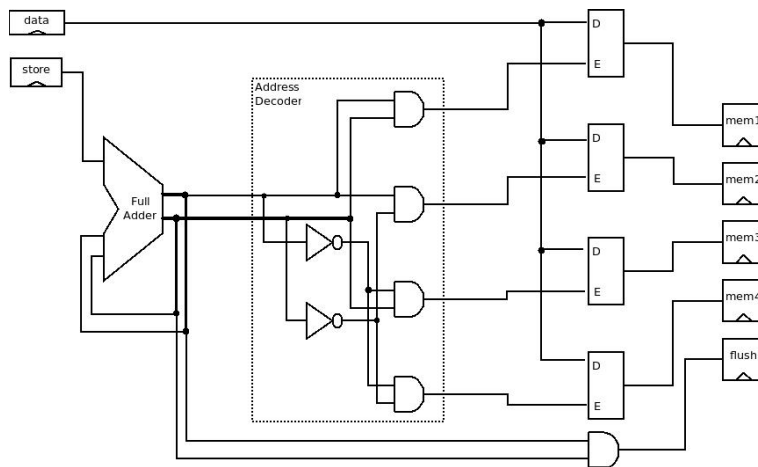 data
D
E
store
Address
Decoder
mem1
D
E
mem2
Full
Adder
mem3
D
E
mem4
flush
D
E